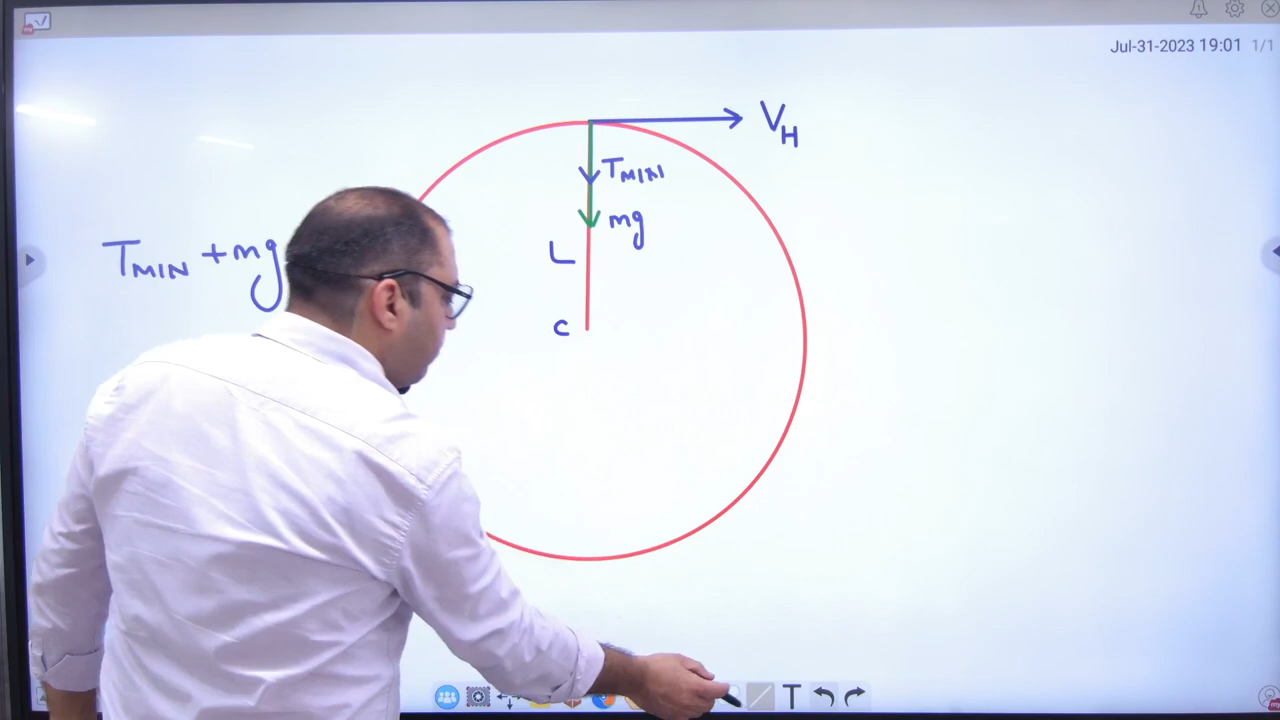 Jul-31-2023 19:01 1/1
V_H
T_MIN
mg
T_MIN + mg
L
C
T